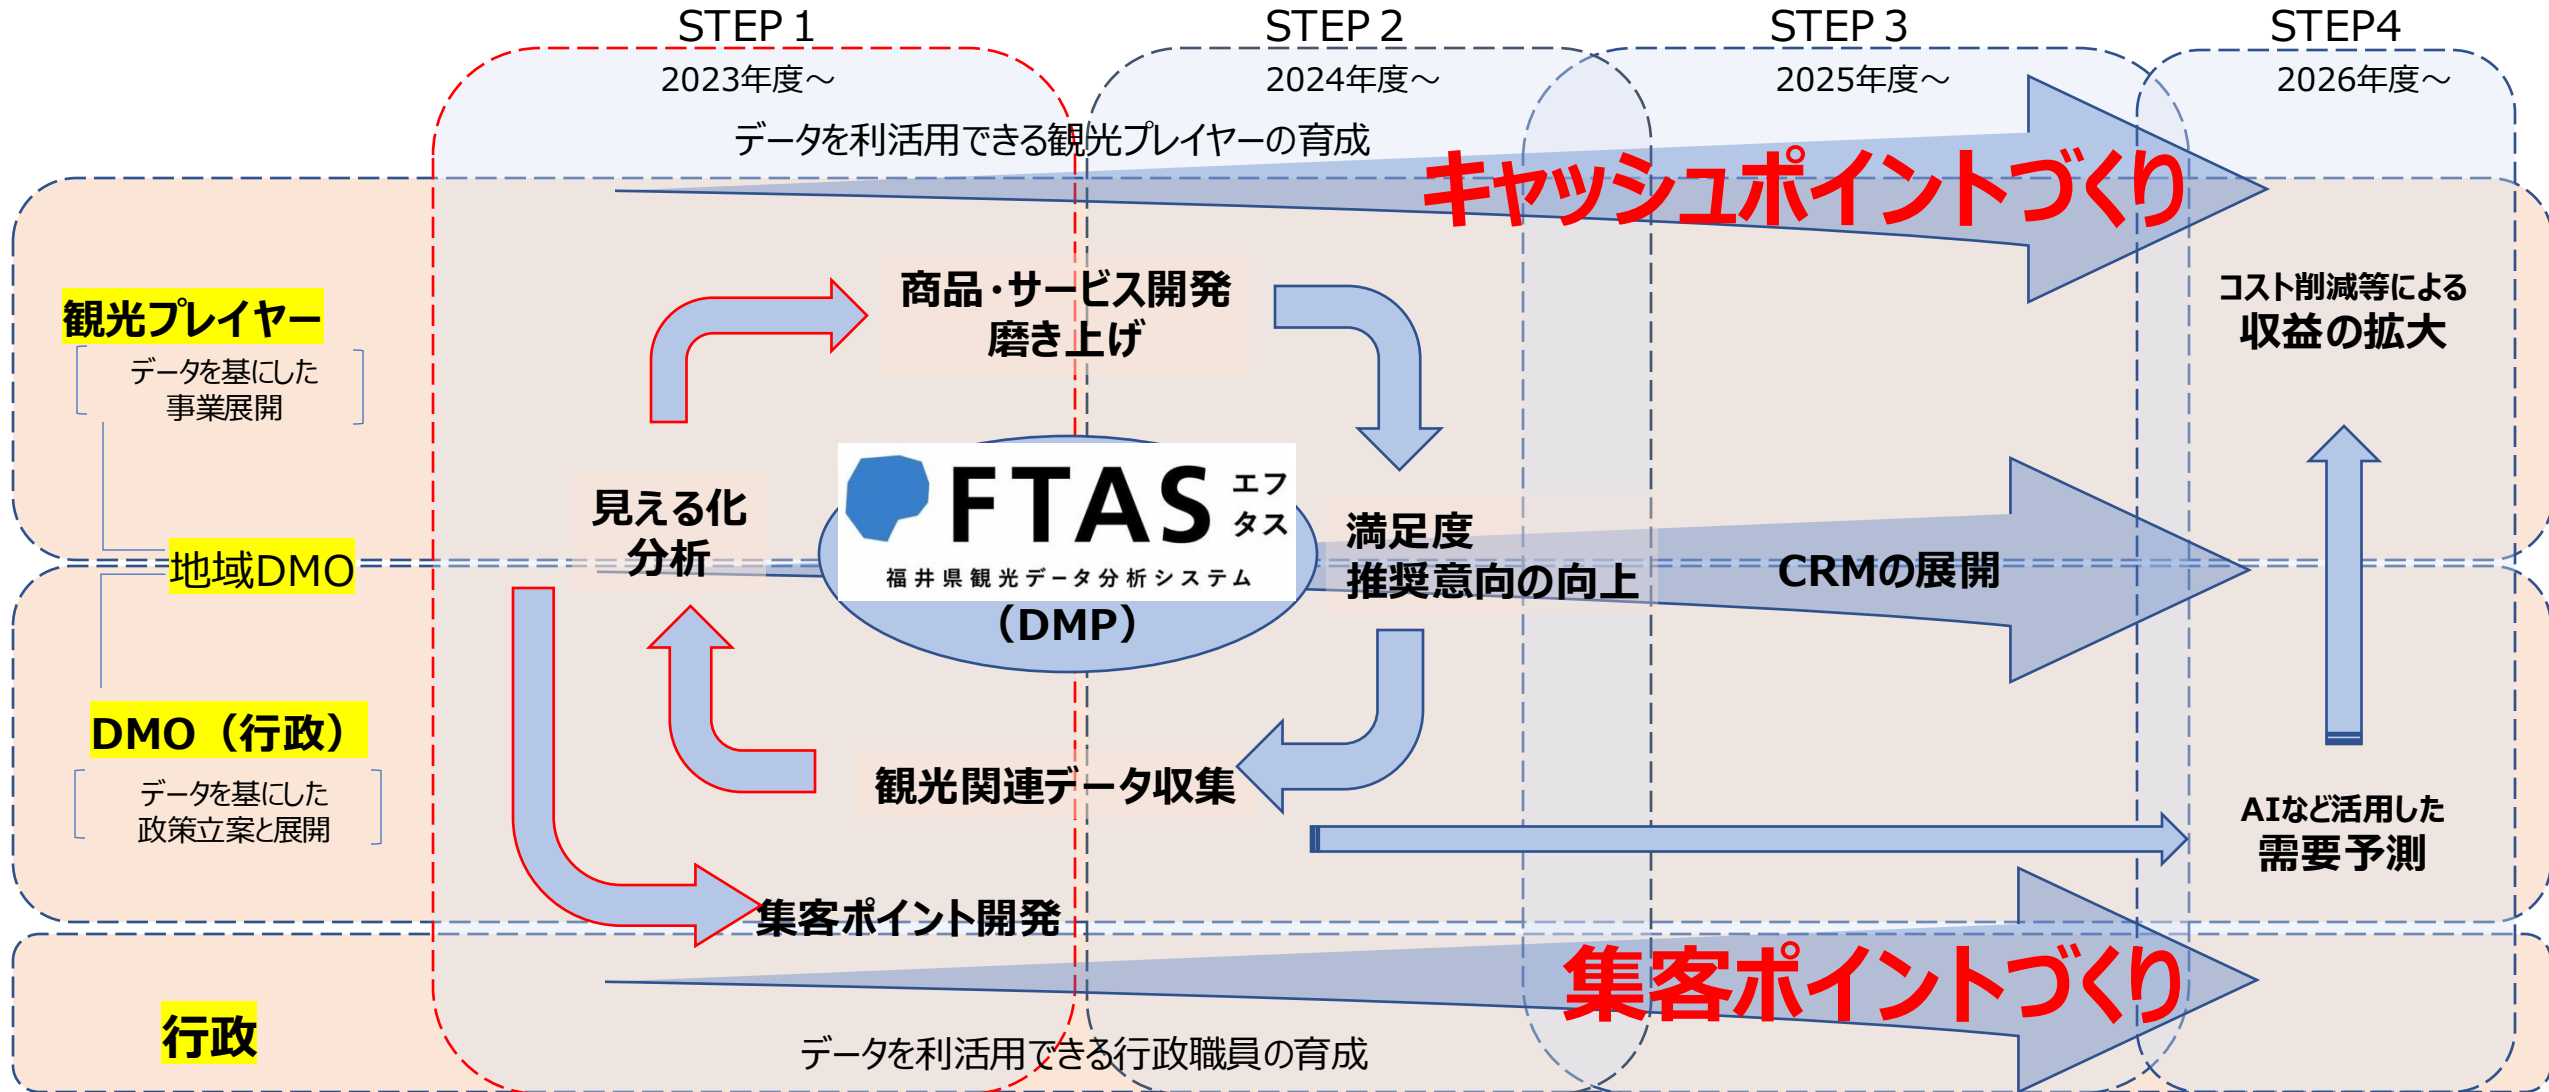 STEP 1
STEP 2
STEP 3
STEP4
2023年度～
2024年度～
2025年度～
2026年度～
データを利活用できる観光プレイヤーの育成
キャッシュポイントづくり
観光プレイヤー
データを基にした
事業展開
商品・サービス開発
磨き上げ
コスト削減等による
収益の拡大
見える化
分析
FTAS
エフ
タス
福井県観光データ分析システム
（DMP）
満足度
推奨意向の向上
CRMの展開
地域DMO
DMO（行政）
データを基にした
政策立案と展開
観光関連データ収集
AIなど活用した
需要予測
集客ポイント開発
集客ポイントづくり
行政
データを利活用できる行政職員の育成